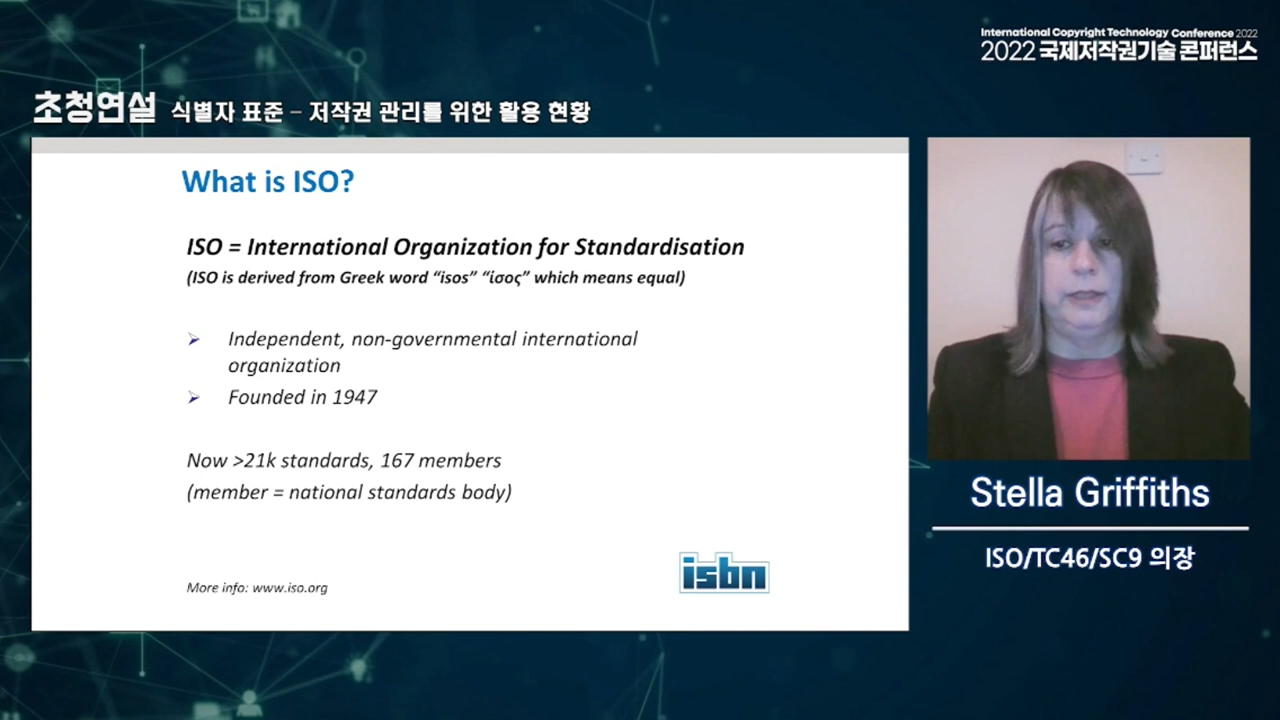 International Copyright Technology Conference 2022
2022 국제저작권기술 콘퍼런스
초청연설 식별자 표준 – 저작권 관리를 위한 활용 현황
What is ISO?
ISO = International Organization for Standardisation
(ISO is derived from Greek word “isos” “ίσος” which means equal)
➢ Independent, non-governmental international
organization
➢ Founded in 1947
Now >21k standards, 167 members
(member = national standards body)
More info: www.iso.org
isbn
Stella Griffiths
ISO/TC46/SC9 의장